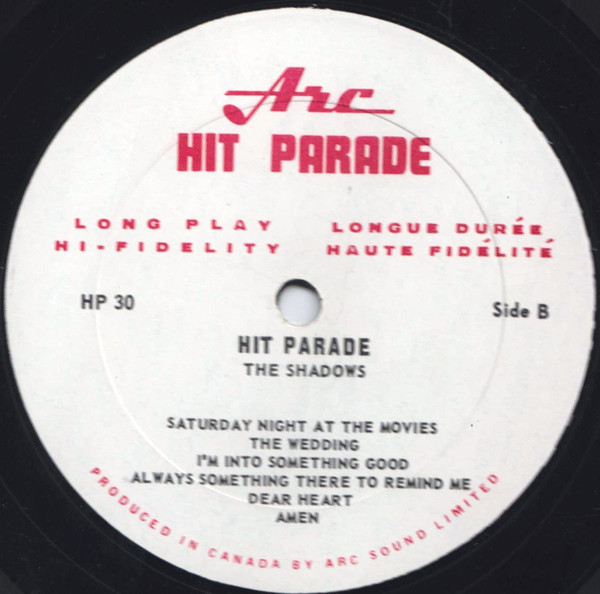 Arc
HIT PARADE
LONG PLAY LONGUE DURÉE,
HI-FIDELITY HAUTE FIDÉLITÉ
HP 30 Side B
HIT PARADE
THE SHADOWS
SATURDAY NIGHT AT THE MOVIES
THE WEDDING
I'M INTO SOMETHING GOOD
ALWAYS SOMETHING THERE TO REMIND ME
DEAR HEART
AMEN
PRODUCED IN CANADA BY ARC SOUND LIMITED